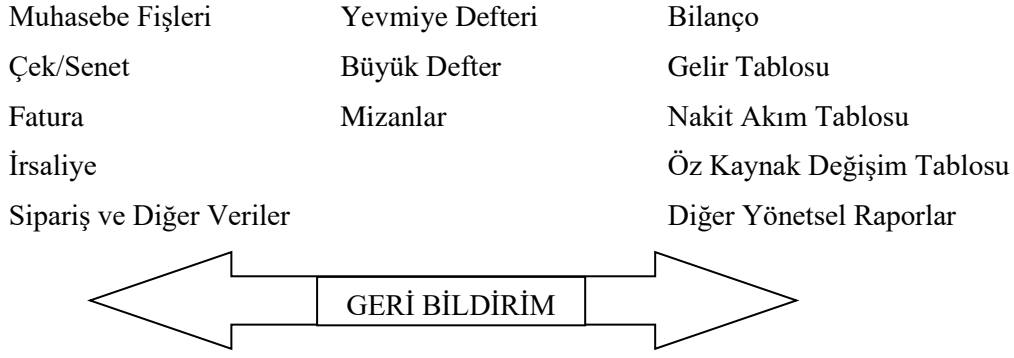 Muhasebe Fişleri Yevmiye Defteri Bilanço
Çek/Senet Büyük Defter Gelir Tablosu
Fatura Mizanlar Nakit Akım Tablosu
İrsaliye Öz Kaynak Değişim Tablosu
Sipariş ve Diğer Veriler Diğer Yönetsel Raporlar
GERİ BİLDİRİM